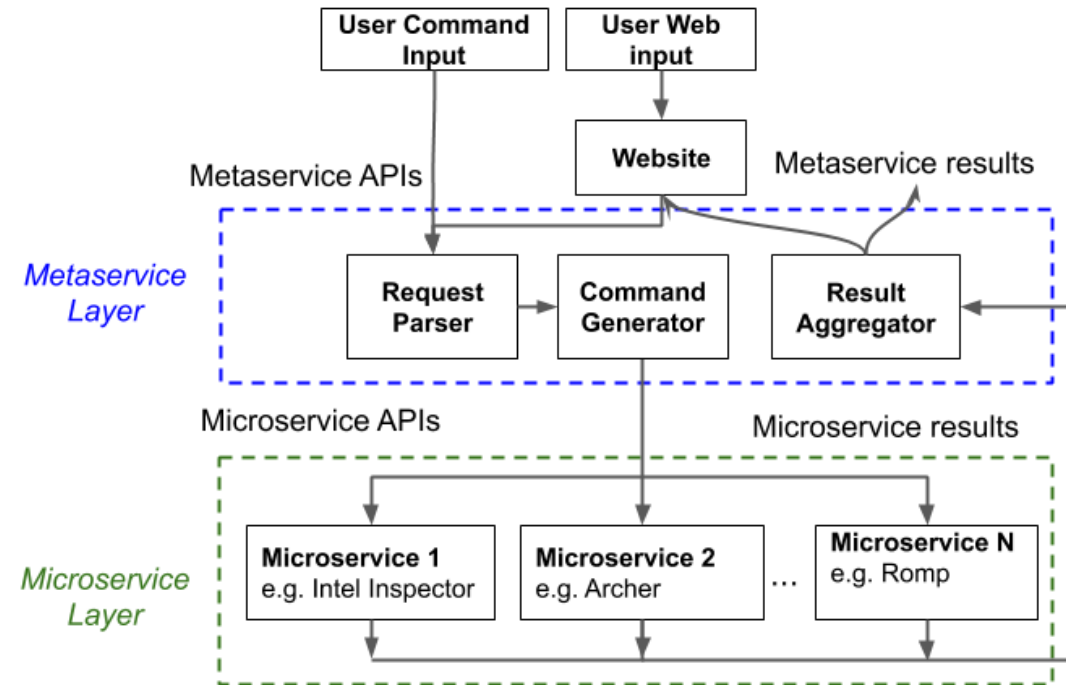 User Command
Input
User Web
input
Website
Metaservice APIs
Metaservice results
Metaservice
Layer
Request
Parser
Command
Generator
Result
Aggregator
Microservice APIs
Microservice results
Microservice
Layer
Microservice 1
e.g. Intel Inspector
Microservice 2
e.g. Archer
...
Microservice N
e.g. Romp